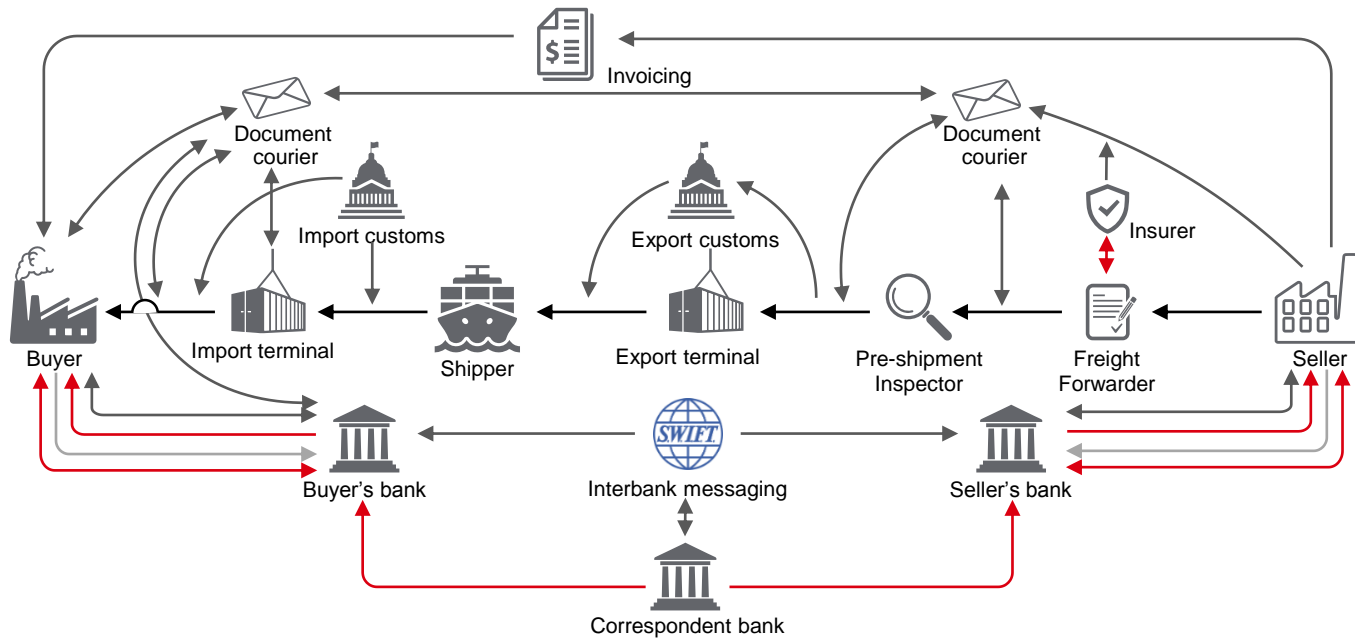 $
Invoicing
Document
courier
Document
courier
Import customs
Export customs
Insurer
Buyer
Import terminal
Shipper
Export terminal
Pre-shipment
Inspector
Freight
Forwarder
Seller
SWIFT
Buyer's bank
Interbank messaging
Seller's bank
Correspondent bank